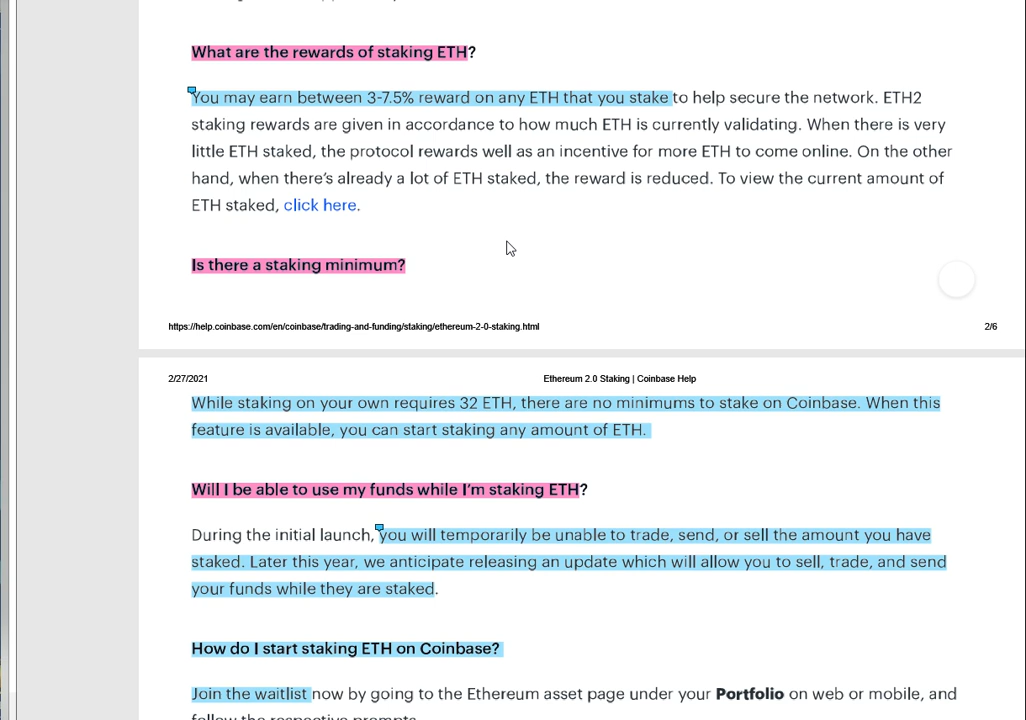 What are the rewards of staking ETH?
You may earn between 3-7.5% reward on any ETH that you stake to help secure the network. ETH2
staking rewards are given in accordance to how much ETH is currently validating. When there is very
little ETH staked, the protocol rewards well as an incentive for more ETH to come online. On the other
hand, when there's already a lot of ETH staked, the reward is reduced. To view the current amount of
ETH staked, click here.
Is there a staking minimum?
https://help.coinbase.com/en/coinbase/trading-and-funding/staking/ethereum-2-0-staking.html 2/6
2/27/2021 Ethereum 2.0 Staking | Coinbase Help
While staking on your own requires 32 ETH, there are no minimums to stake on Coinbase. When this
feature is available, you can start staking any amount of ETH.
Will I be able to use my funds while I'm staking ETH?
During the initial launch, you will temporarily be unable to trade, send, or sell the amount you have
staked. Later this year, we anticipate releasing an update which will allow you to sell, trade, and send
your funds while they are staked.
How do I start staking ETH on Coinbase?
Join the waitlist now by going to the Ethereum asset page under your Portfolio on web or mobile, and
follow the respective prompts.